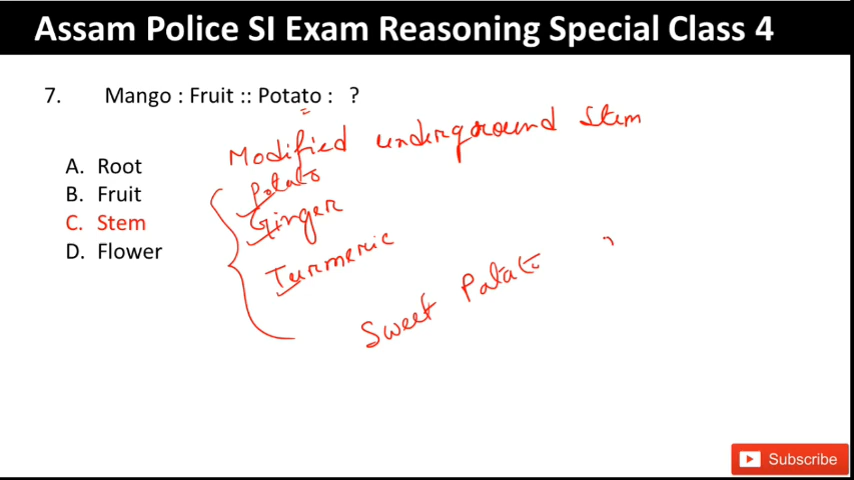 Assam Police SI Exam Reasoning Special Class 4
7. Mango : Fruit :: Potato : ?
Modified underground Stem
A. Root
B. Fruit
C. Stem
D. Flower
Potato
Ginger
Turmeric
Sweet Potato
Subscribe